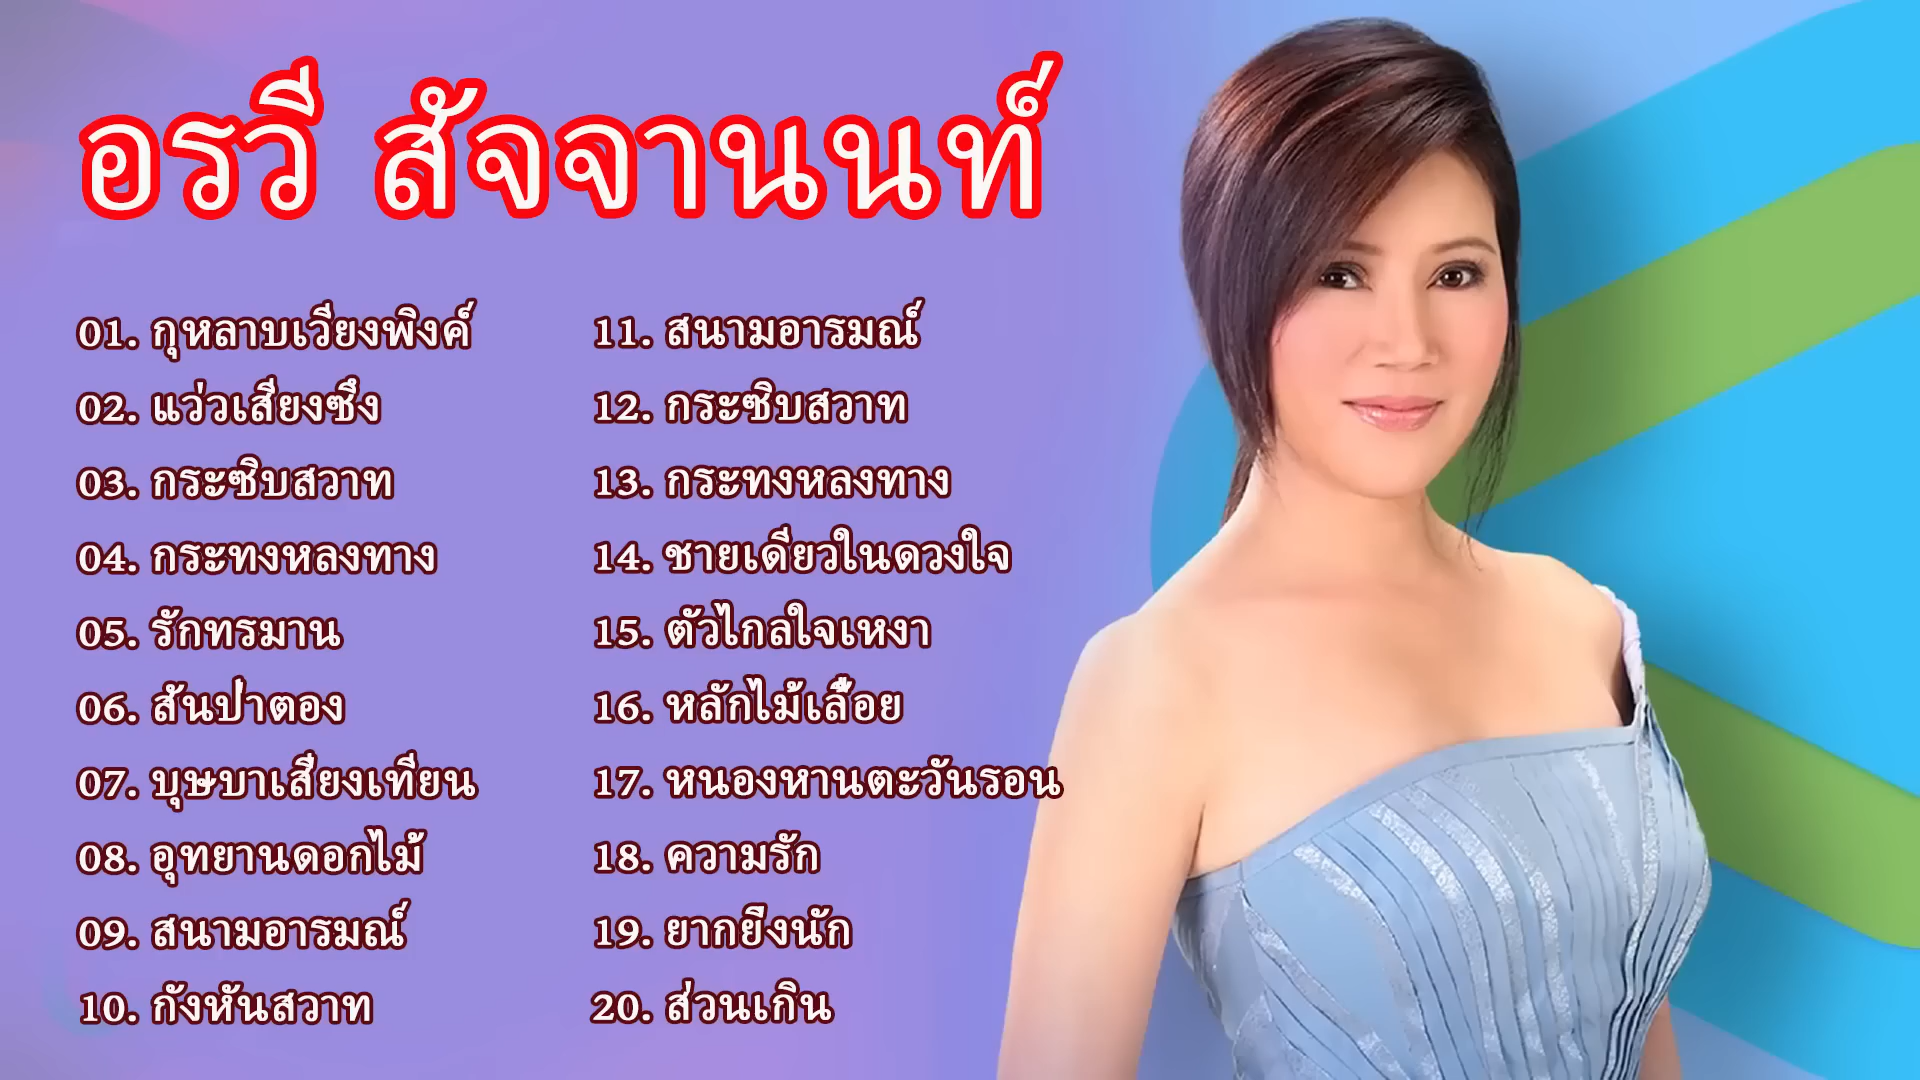 อรวี สัจจานนท์
01. กุหลาบเวียงพิงค์
02. แว่วเสียงซึง
03. กระซิบสวาท
04. กระทงหลงทาง
05. รักทรมาน
06. สันป่าตอง
07. บุษบาเสี่ยงเทียน
08. อุทยานดอกไม้
09. สนามอารมณ์
10. กังหันสวาท
11. สนามอารมณ์
12. กระซิบสวาท
13. กระทงหลงทาง
14. ชายเดียวในดวงใจ
15. ตัวไกลใจเหงา
16. หลักไม้เลื้อย
17. หนองหานตะวันรอน
18. ความรัก
19. ยากยิ่งนัก
20. ส่วนเกิน